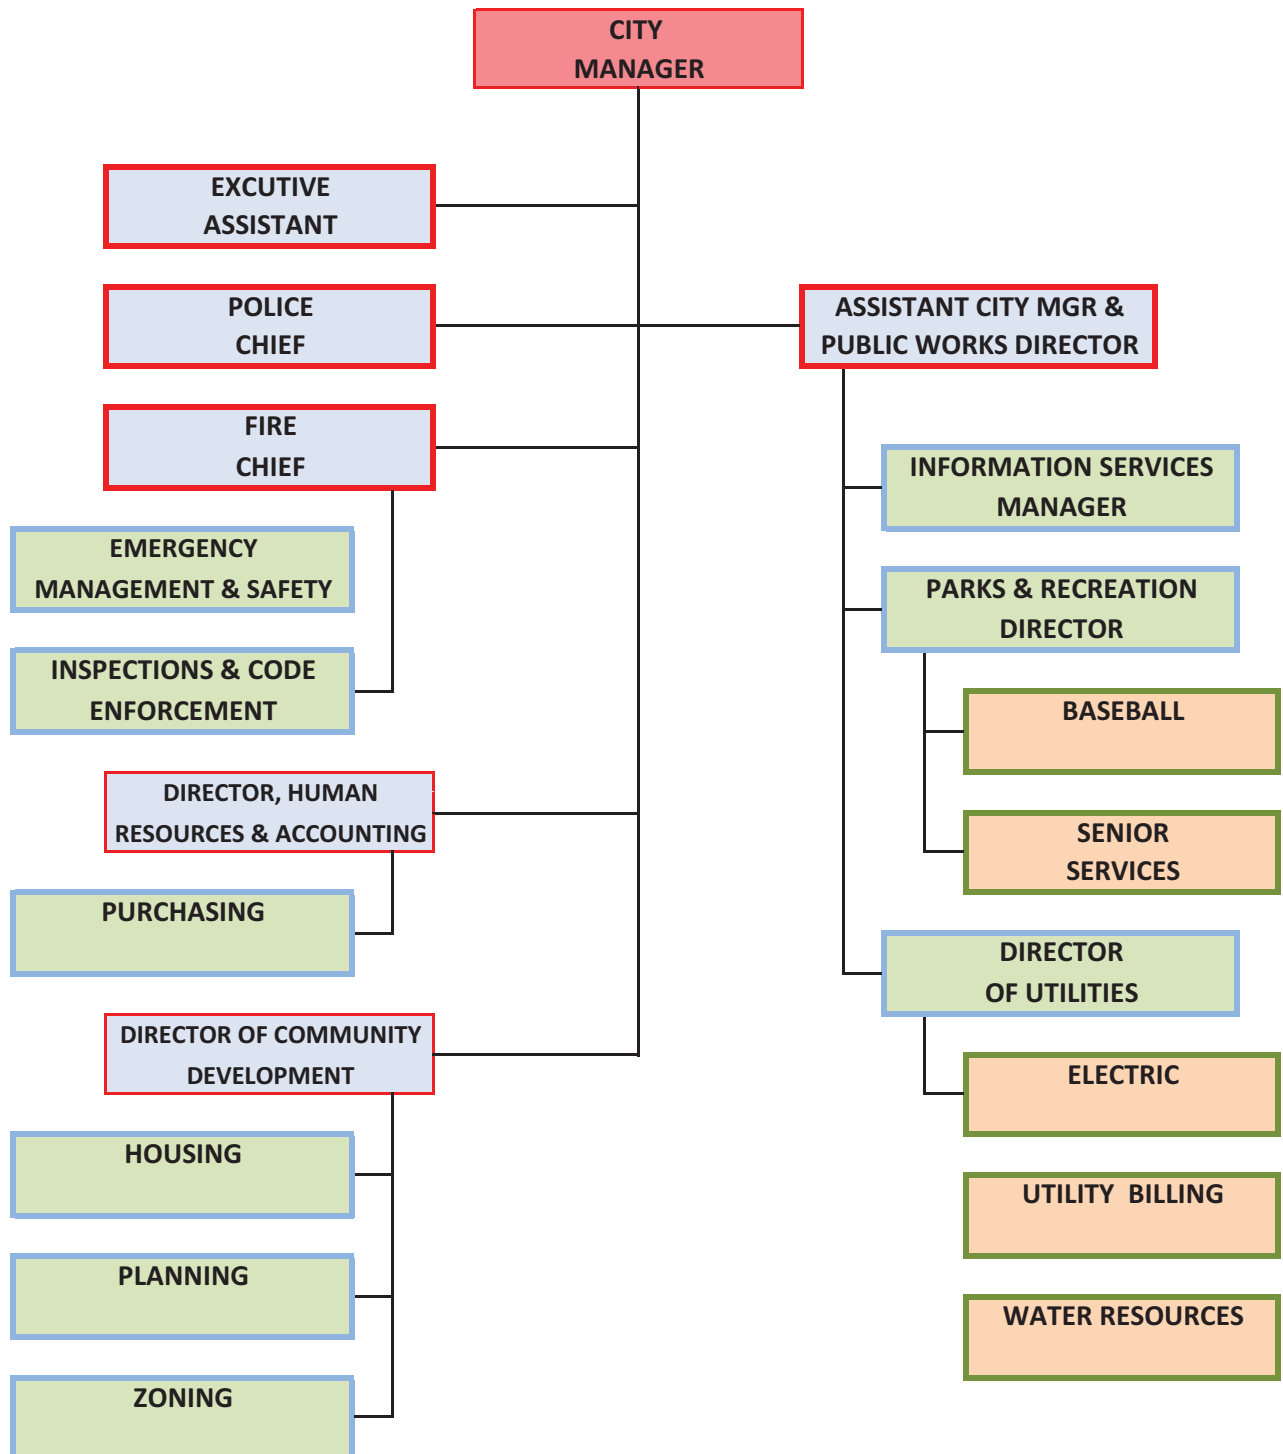 CITY
MANAGER
EXCUTIVE
ASSISTANT
POLICE
CHIEF
ASSISTANT CITY MGR &
PUBLIC WORKS DIRECTOR
FIRE
CHIEF
INFORMATION SERVICES
MANAGER
EMERGENCY
MANAGEMENT & SAFETY
PARKS & RECREATION
DIRECTOR
INSPECTIONS & CODE
ENFORCEMENT
BASEBALL
DIRECTOR, HUMAN
RESOURCES & ACCOUNTING
SENIOR
SERVICES
PURCHASING
DIRECTOR
OF UTILITIES
DIRECTOR OF COMMUNITY
DEVELOPMENT
ELECTRIC
HOUSING
UTILITY  BILLING
PLANNING
WATER RESOURCES
ZONING